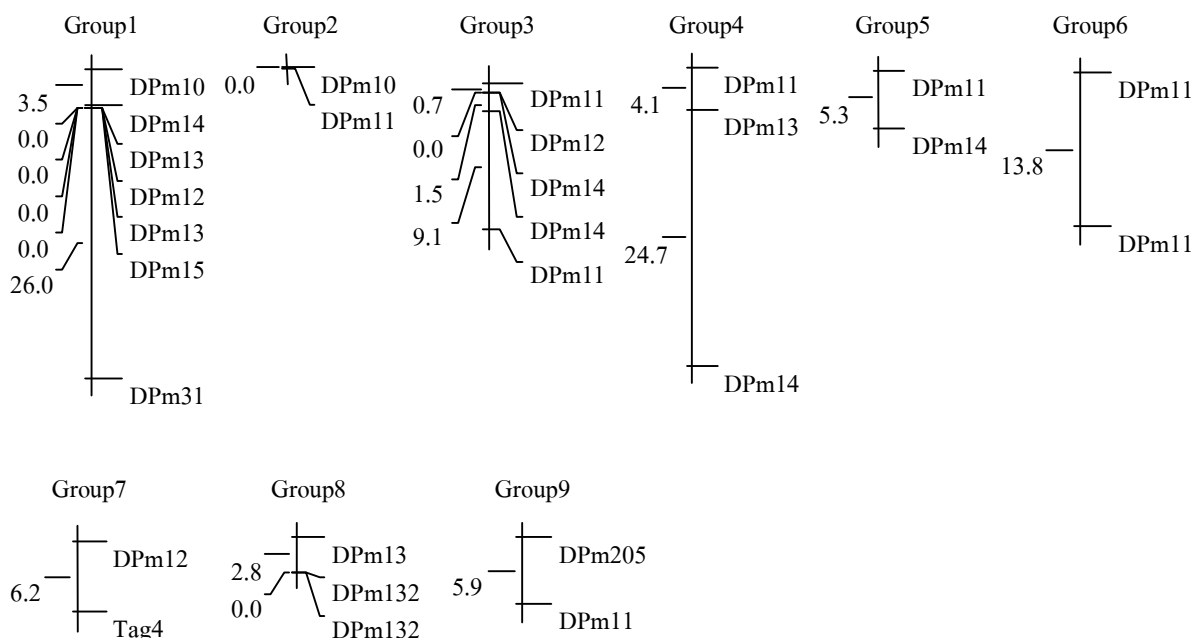 Group1
3.5
0.0
0.0
0.0
0.0
26.0
DPm10
DPm14
DPm13
DPm12
DPm13
DPm15
DPm31
Group2
0.0
DPm10
DPm11
Group3
0.7
0.0
1.5
9.1
DPm11
DPm12
DPm14
DPm14
DPm11
Group4
4.1
24.7
DPm11
DPm13
DPm14
Group5
5.3
DPm11
DPm14
Group6
13.8
DPm11
DPm11
Group7
6.2
DPm12
Tag4
Group8
2.8
0.0
DPm13
DPm132
DPm132
Group9
5.9
DPm205
DPm11